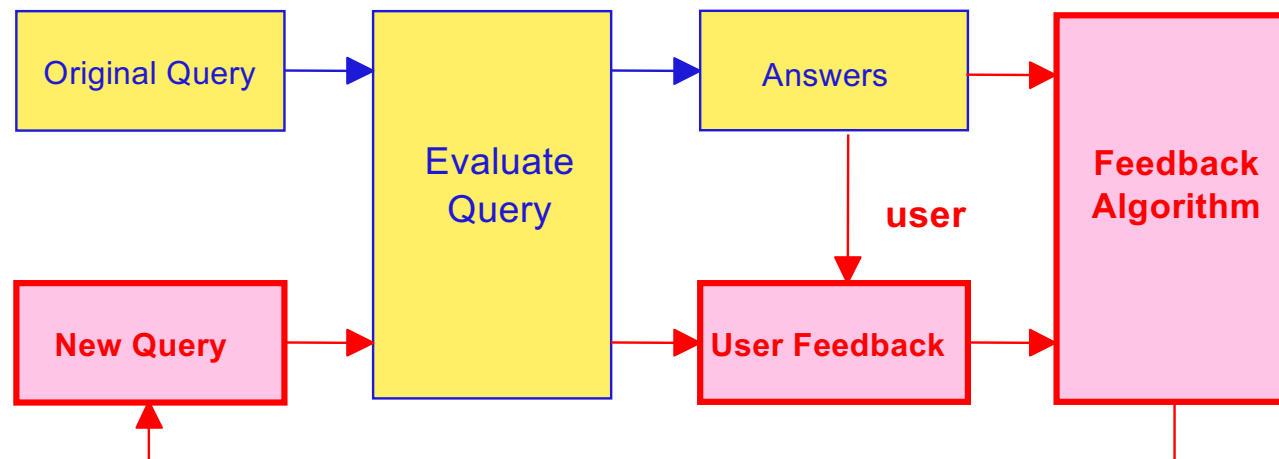 Original Query
Evaluate
Query
Answers
Feedback
Algorithm
user
New Query
User Feedback